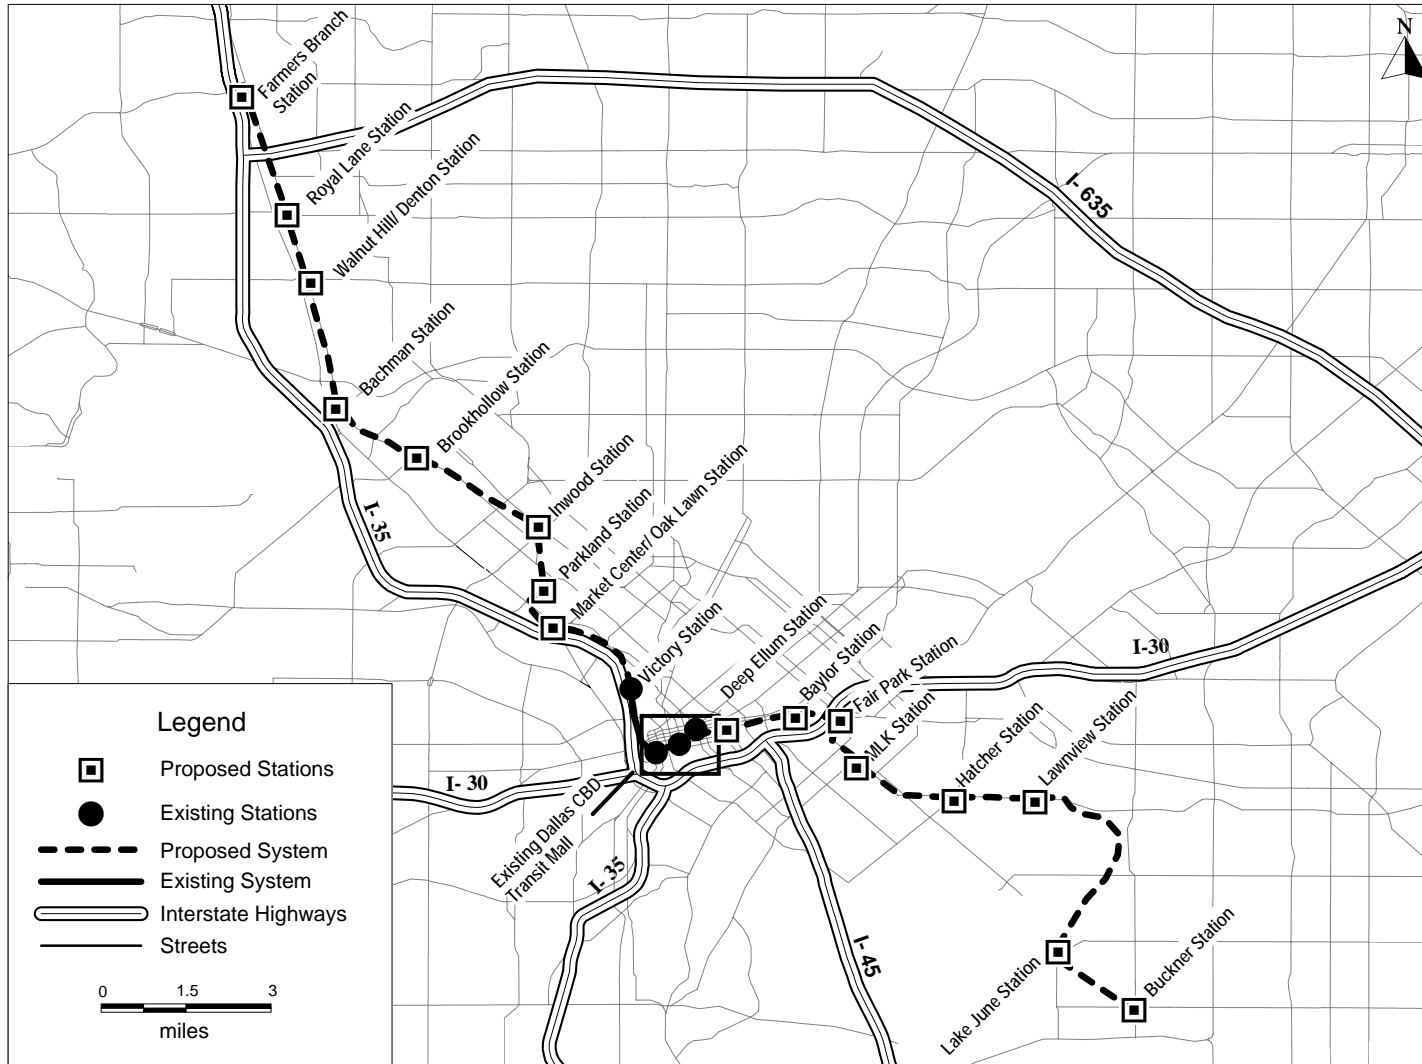 N
Farmers Branch
Station
Royal Lane Station
Walnut Hill/ Denton Station
I- 635
Bachman Station
Brookhollow Station
Inwood Station
I- 35
Parkland Station
Market Center/ Oak Lawn Station
Victory Station
Deep Ellum Station
Baylor Station
Fair Park Station
I-30
MLK Station
Hatcher Station
Lawnview Station
I- 30
Existing Dallas CBD
Transit Mall
I- 35
I- 45
Lake June Station
Buckner Station
Legend
Proposed Stations
Existing Stations
Proposed System
Existing System
Interstate Highways
Streets
0 1.5 3
miles